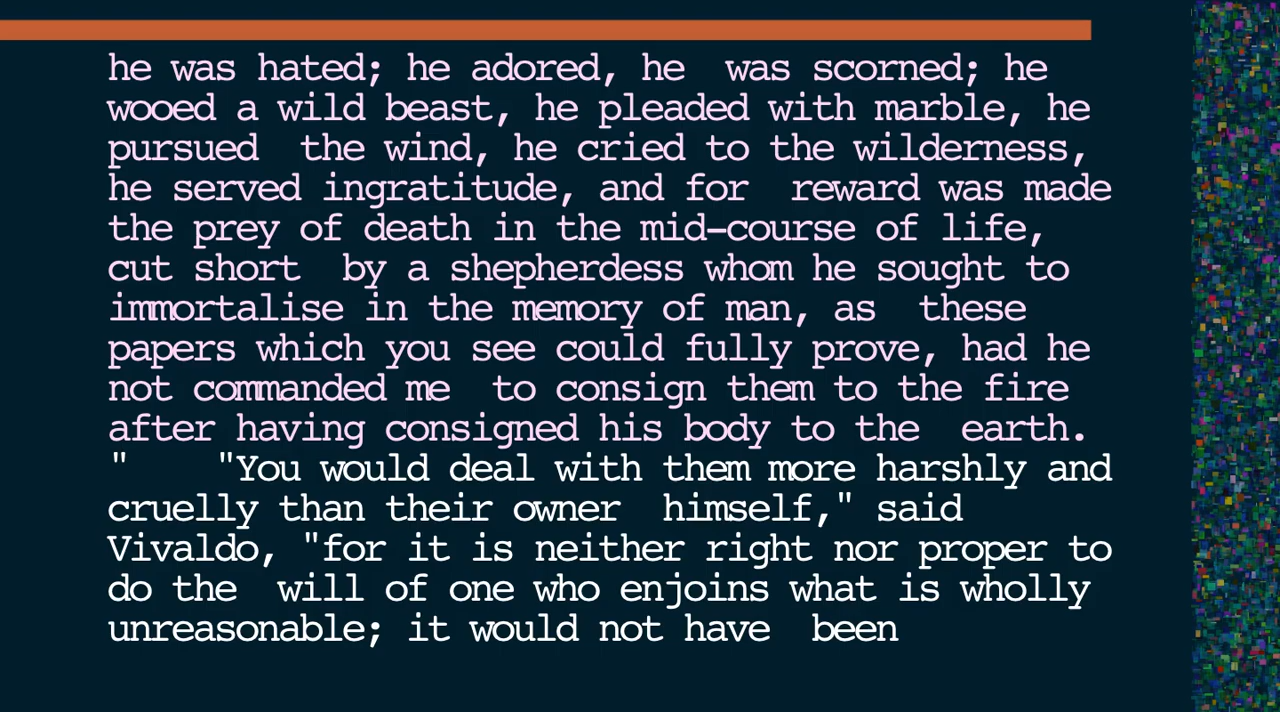 he was hated; he adored, he  was scorned; he
wooed a wild beast, he pleaded with marble, he
pursued  the wind, he cried to the wilderness,
he served ingratitude, and for  reward was made
the prey of death in the mid-course of life,
cut short  by a shepherdess whom he sought to
immortalise in the memory of man, as  these
papers which you see could fully prove, had he
not commanded me  to consign them to the fire
after having consigned his body to the  earth.
"    "You would deal with them more harshly and
cruelly than their owner  himself," said
Vivaldo, "for it is neither right nor proper to
do the  will of one who enjoins what is wholly
unreasonable; it would not have  been